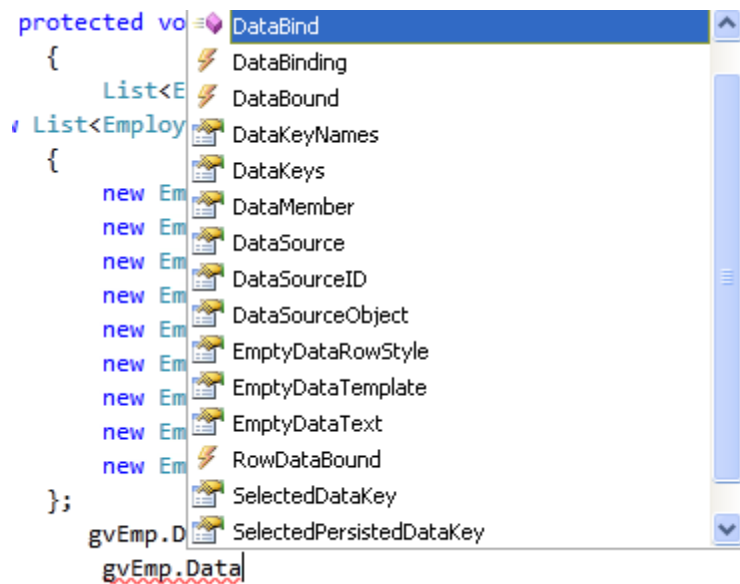 protected vo
{
List<E
List<Employ
{
new Em
new Em
new Em
new Em
new Em
new Em
new Em
new Em
new Em
};
gvEmp.D
gvEmp.Data
DataBind
DataBinding
DataBound
DataKeyNames
DataKeys
DataMember
DataSource
DataSourceID
DataSourceObject
EmptyDataRowStyle
EmptyDataTemplate
EmptyDataText
RowDataBound
SelectedDataKey
SelectedPersistedDataKey